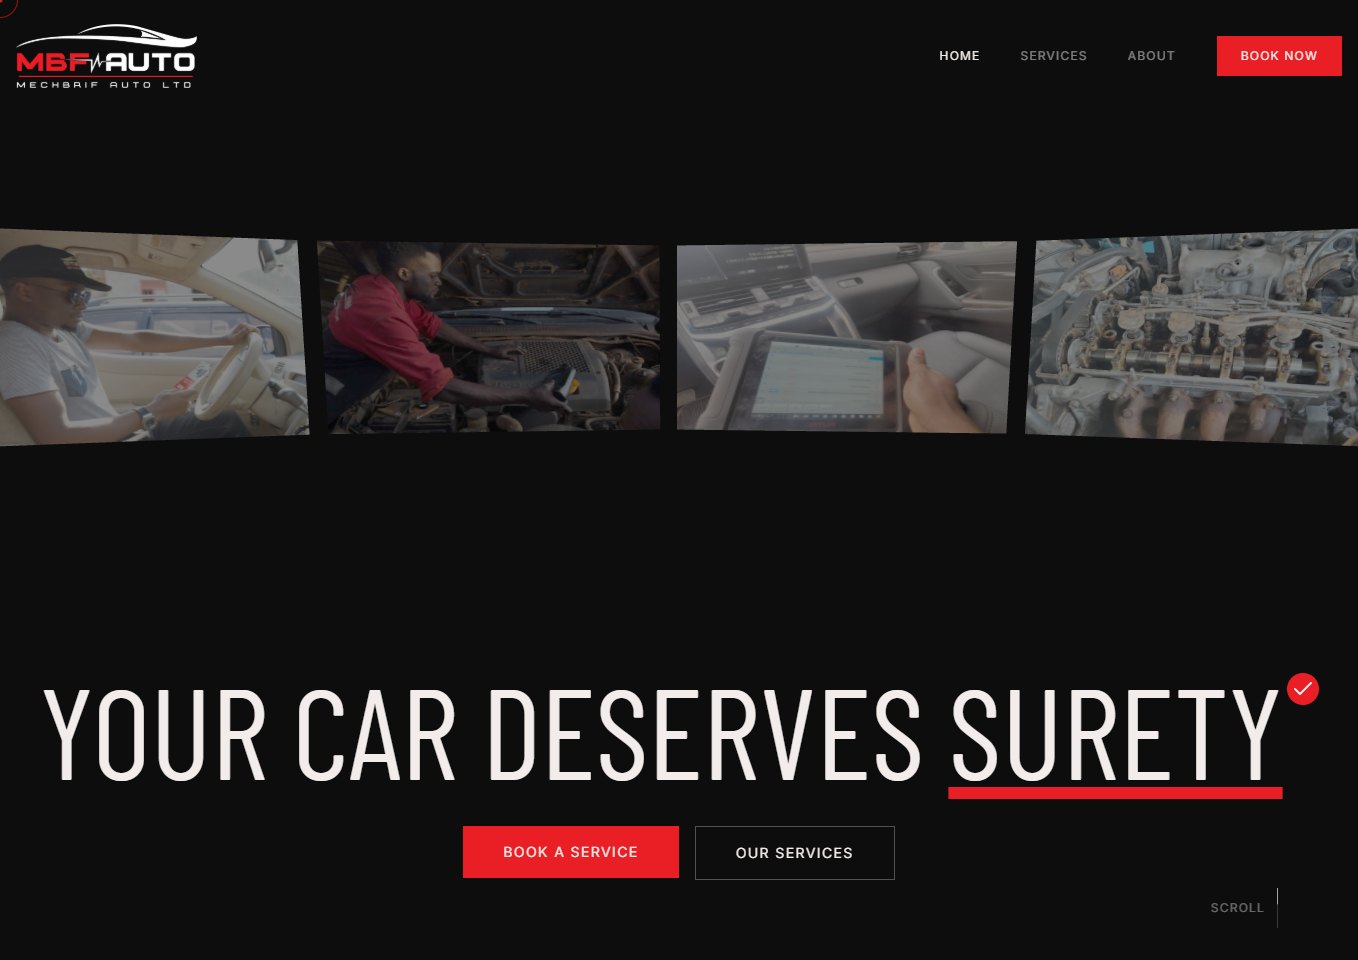 MBF AUTO
MECHBRIF AUTO LTD
HOME
SERVICES
ABOUT
BOOK NOW
YOUR CAR DESERVES SURETY
BOOK A SERVICE
OUR SERVICES
SCROLL